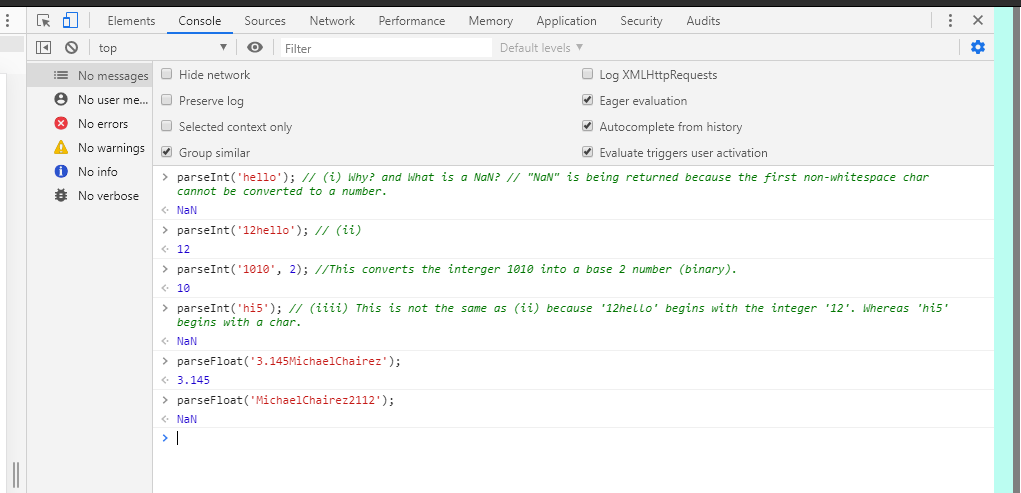 Elements Console Sources Network Performance Memory Application Security Audits
top Filter Default levels
No messages
No user me...
No errors
No warnings
No info
No verbose
Hide network Log XMLHttpRequests
Preserve log Eager evaluation
Selected context only Autocomplete from history
Group similar Evaluate triggers user activation
> parseInt('hello'); // (i) Why? and What is a NaN? // "NaN" is being returned because the first non-whitespace char
cannot be converted to a number.
NaN
> parseInt('12hello'); // (ii)
12
> parseInt('1010', 2); //This converts the interger 1010 into a base 2 number (binary).
10
> parseInt('hi5'); // (iiii) This is not the same as (ii) because '12hello' begins with the integer '12'. Whereas 'hi5'
begins with a char.
NaN
> parseFloat('3.145MichaelChairez');
3.145
> parseFloat('MichaelChairez2112');
NaN
>